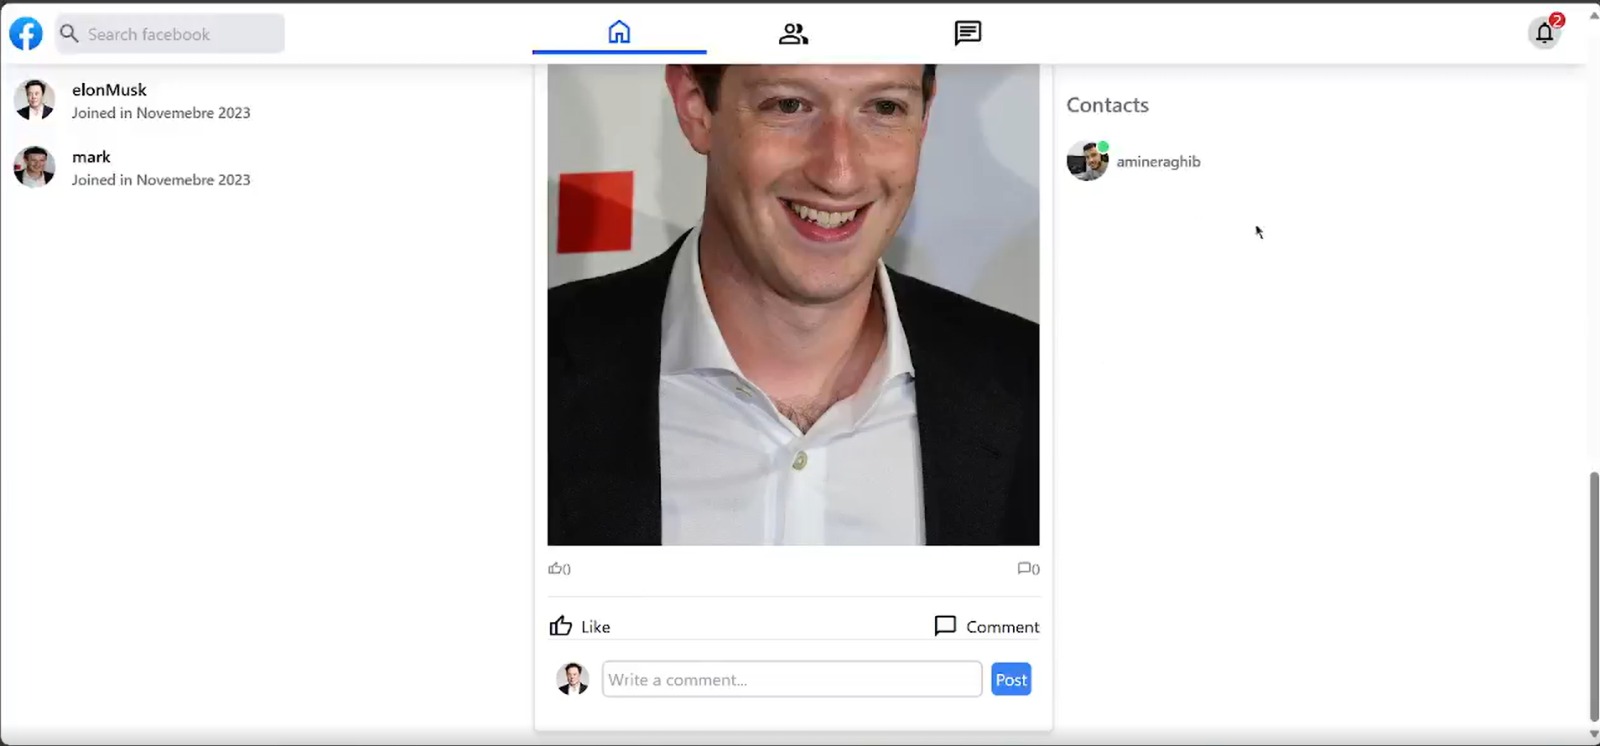 Search facebook
2
elonMusk
Joined in Novemebre 2023
mark
Joined in Novemebre 2023
Contacts
amineraghib
0
0
Like
Comment
Write a comment...
Post